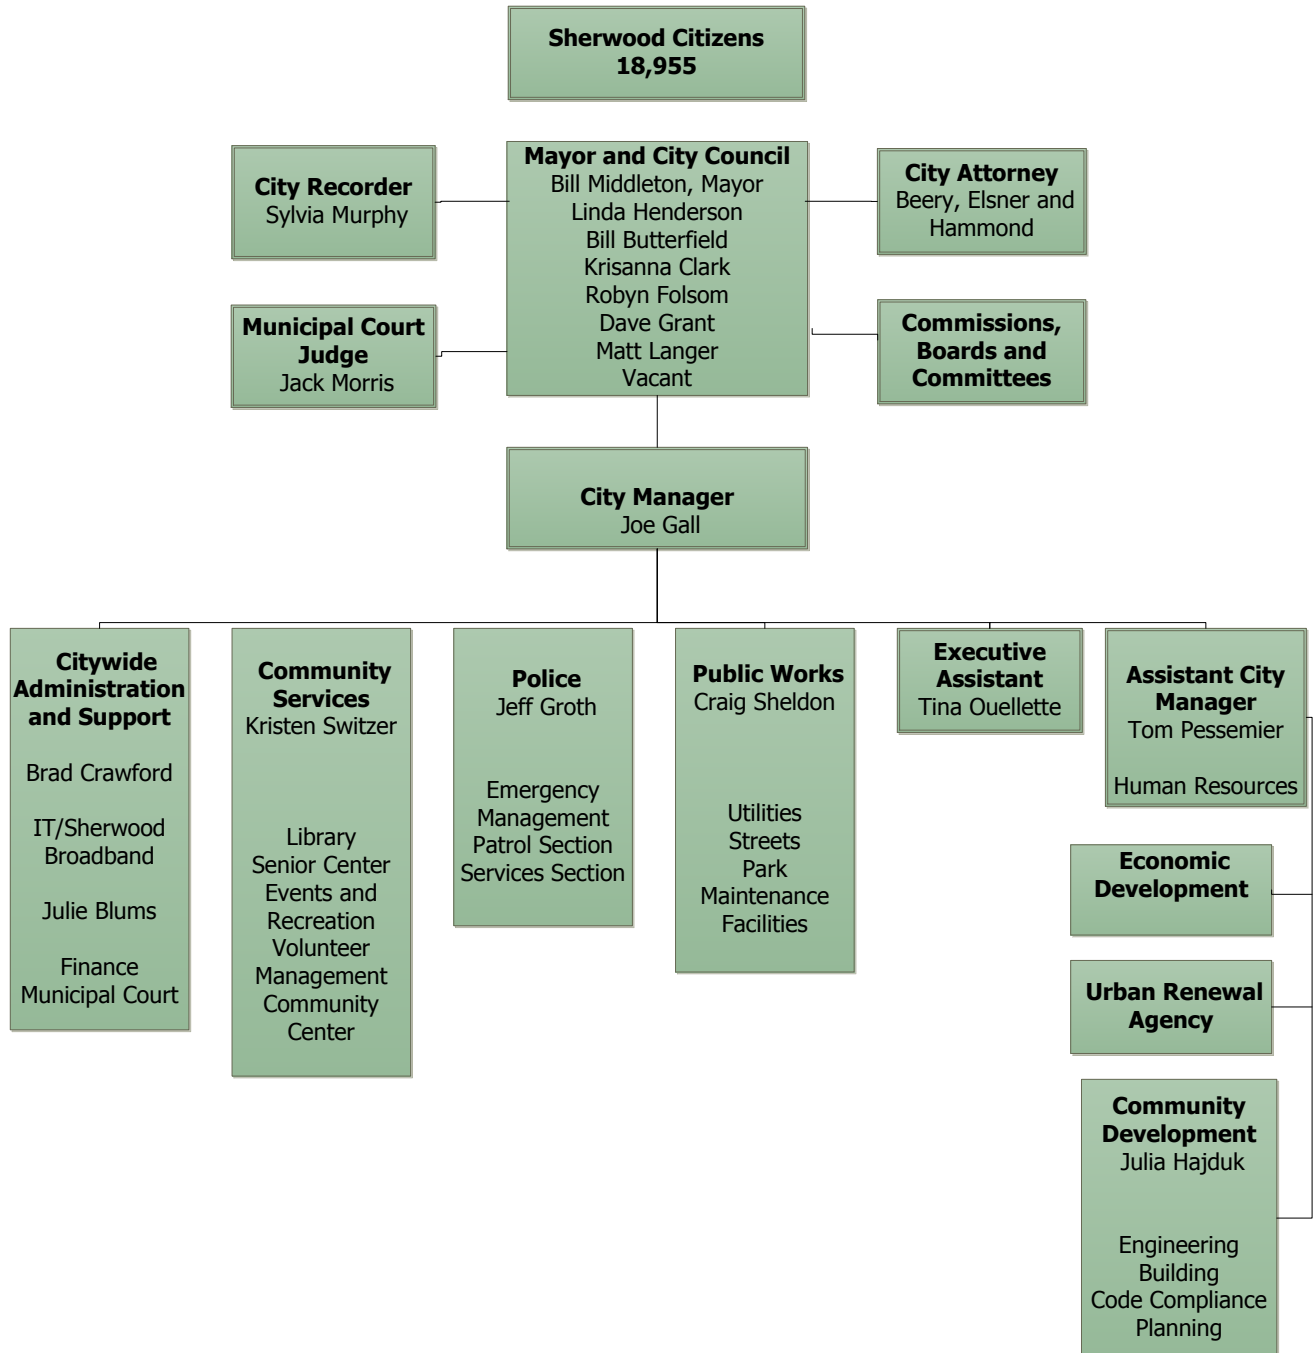 Sherwood Citizens
18,955
City Recorder
Sylvia Murphy
Mayor and City Council
Bill Middleton, Mayor
Linda Henderson
Bill Butterfield
Krisanna Clark
Robyn Folsom
Dave Grant
Matt Langer
Vacant
City Attorney
Beery, Elsner and
Hammond
Municipal Court
Judge
Jack Morris
Commissions,
Boards and
Committees
City Manager
Joe Gall
Citywide
Administration
and Support
Brad Crawford
IT/Sherwood
Broadband
Julie Blums
Finance
Municipal Court
Community
Services
Kristen Switzer
Library
Senior Center
Events and
Recreation
Volunteer
Management
Community
Center
Police
Jeff Groth
Emergency
Management
Patrol Section
Services Section
Public Works
Craig Sheldon
Utilities
Streets
Park
Maintenance
Facilities
Executive
Assistant
Tina Ouellette
Assistant City
Manager
Tom Pessemier
Human Resources
Economic
Development
Urban Renewal
Agency
Community
Development
Julia Hajduk
Engineering
Building
Code Compliance
Planning